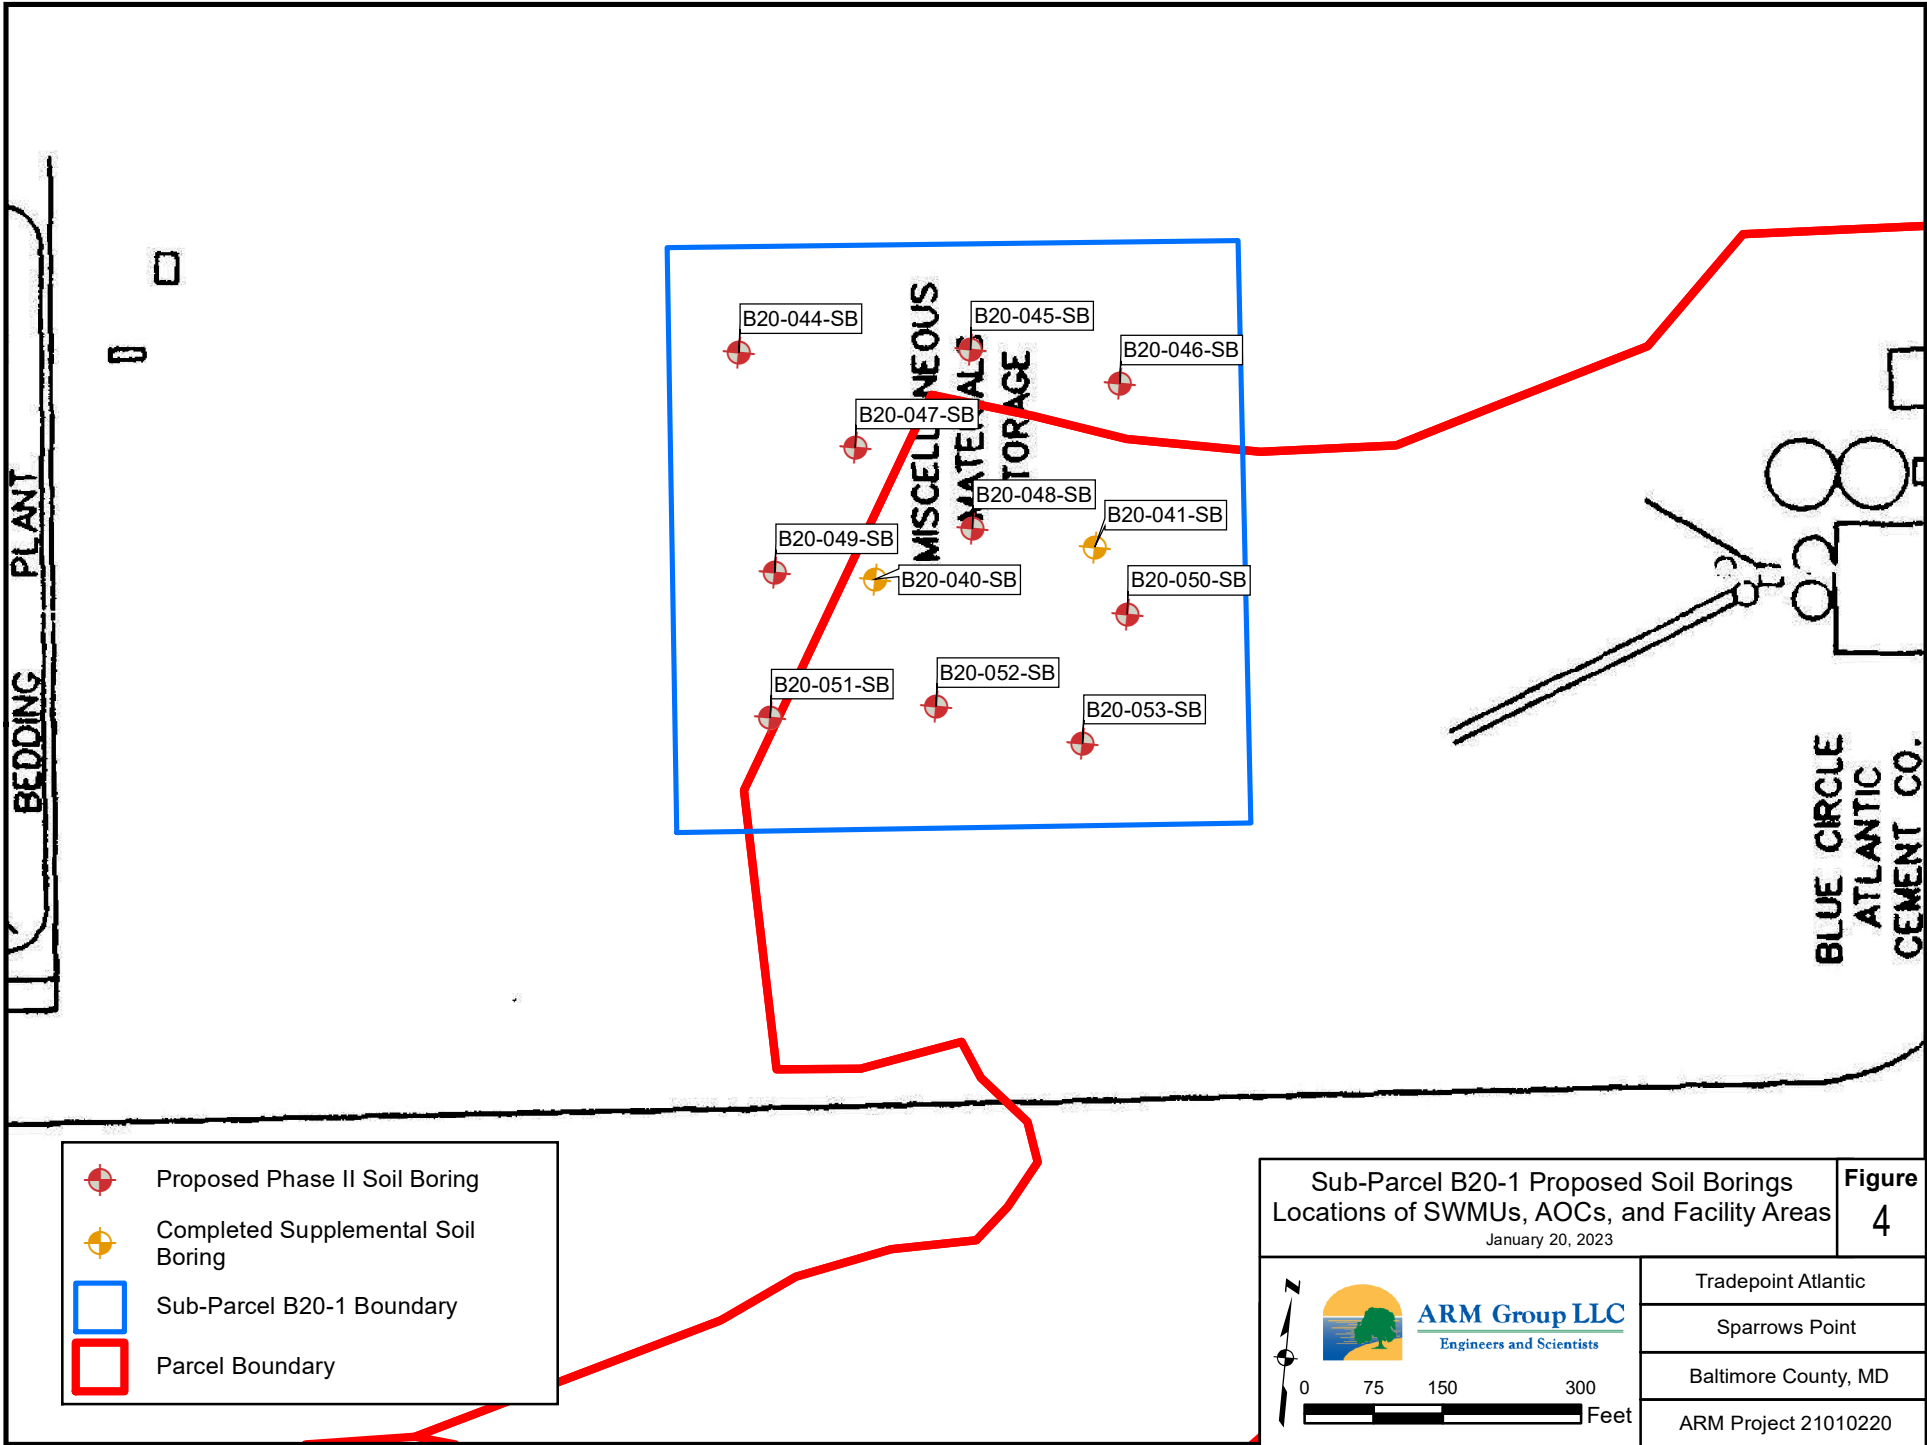 B20-044-SB
B20-045-SB
B20-046-SB
B20-047-SB
B20-048-SB
B20-041-SB
B20-049-SB
B20-040-SB
B20-050-SB
B20-051-SB
B20-052-SB
B20-053-SB
BEDDING PLANT
BLUE CIRCLE
ATLANTIC
CEMENT CO.
Proposed Phase II Soil Boring
Completed Supplemental Soil
Boring
Sub-Parcel B20-1 Boundary
Parcel Boundary
Sub-Parcel B20-1 Proposed Soil Borings
Locations of SWMUs, AOCs, and Facility Areas
January 20, 2023
Figure
4
N
ARM Group LLC
Engineers and Scientists
0 75 150 300
Feet
Tradepoint Atlantic
Sparrows Point
Baltimore County, MD
ARM Project 21010220